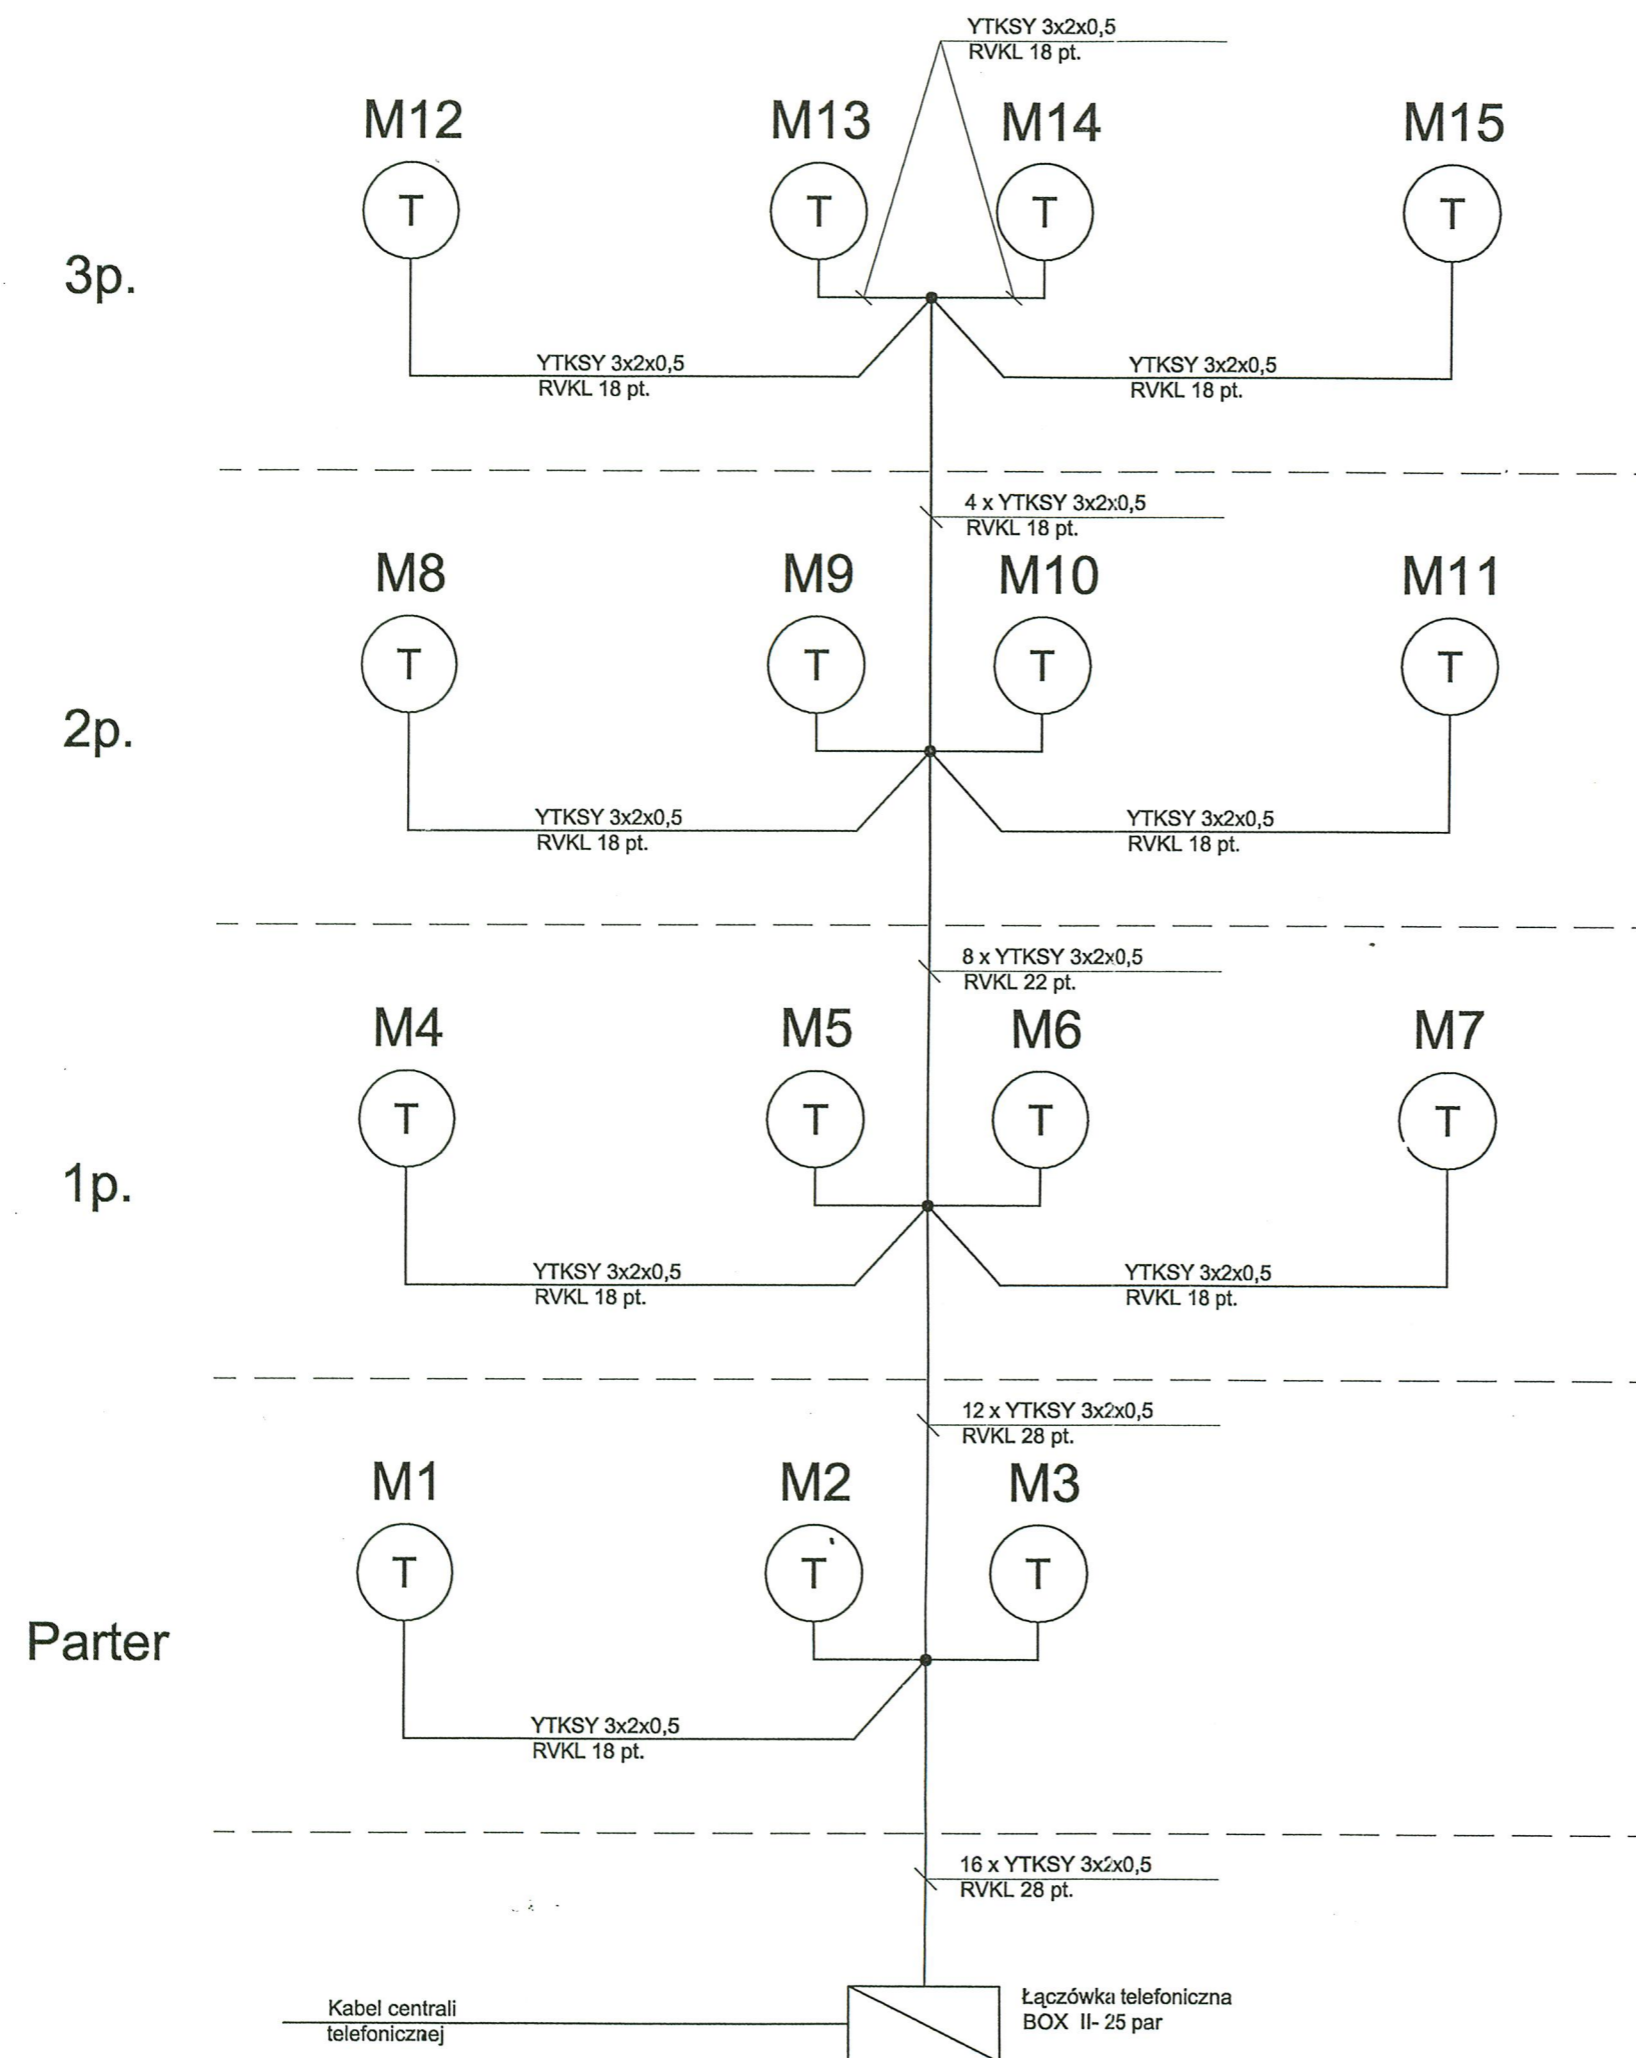 YTKSY 3x2x0,5
RVKL 18 pt.
M12
M13
M14
M15
T
T
T
T
3p.
YTKSY 3x2x0,5
RVKL 18 pt.
YTKSY 3x2x0,5
RVKL 18 pt.
4 x YTKSY 3x2x0,5
RVKL 18 pt.
M8
M9
M10
M11
T
T
T
T
2p.
YTKSY 3x2x0,5
RVKL 18 pt.
YTKSY 3x2x0,5
RVKL 18 pt.
8 x YTKSY 3x2x0,5
RVKL 22 pt.
M4
M5
M6
M7
T
T
T
T
1p.
YTKSY 3x2x0,5
RVKL 18 pt.
YTKSY 3x2x0,5
RVKL 18 pt.
12 x YTKSY 3x2x0,5
RVKL 28 pt.
M1
M2
M3
T
T
T
Parter
YTKSY 3x2x0,5
RVKL 18 pt.
16 x YTKSY 3x2x0,5
RVKL 28 pt.
Kabel centrali
telefonicznej
Łączówka telefoniczna
BOX II- 25 par